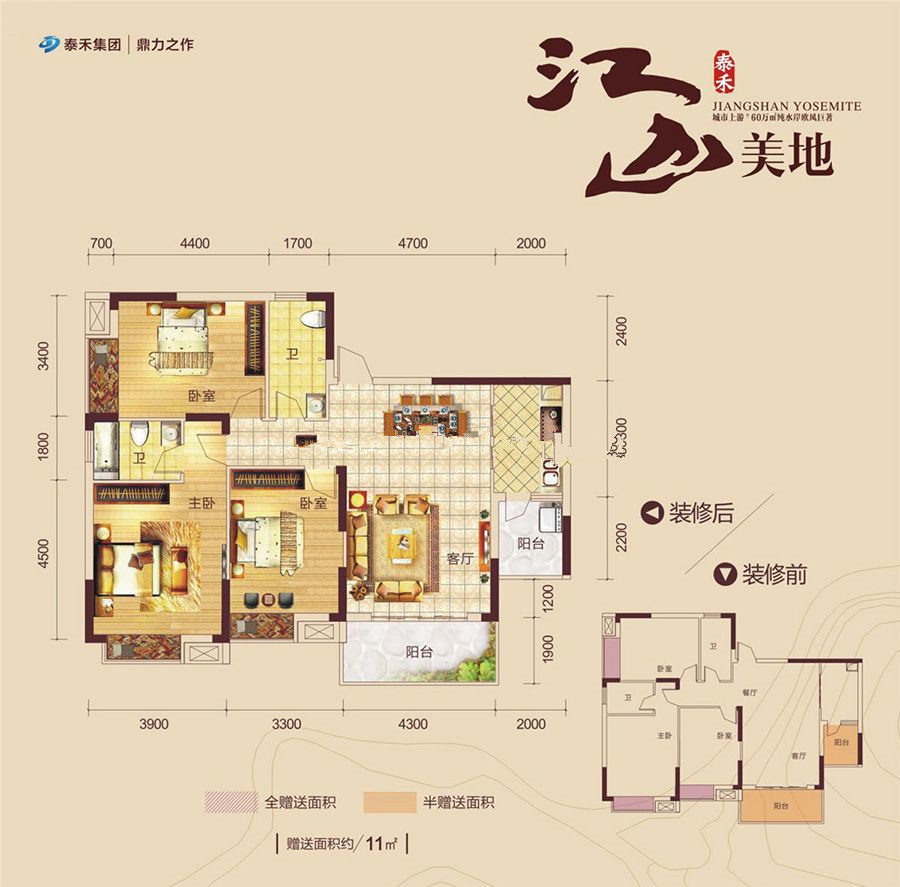 泰禾集团 | 鼎力之作
江山美地
泰禾
JIANGSHAN YOSEMITE
城市上游·60万㎡纯水岸欧风巨著
700 4400 1700 4700 2000
3400
1800
4500
2400
2200
1200
1900
卧室
卫
卫
主卧
卧室
客厅
阳台
阳台
3900 3300 4300 2000
装修后
装修前
卧室
卫
卫
餐厅
主卧
卧室
客厅
阳台
阳台
全赠送面积 半赠送面积
赠送面积约/11㎡